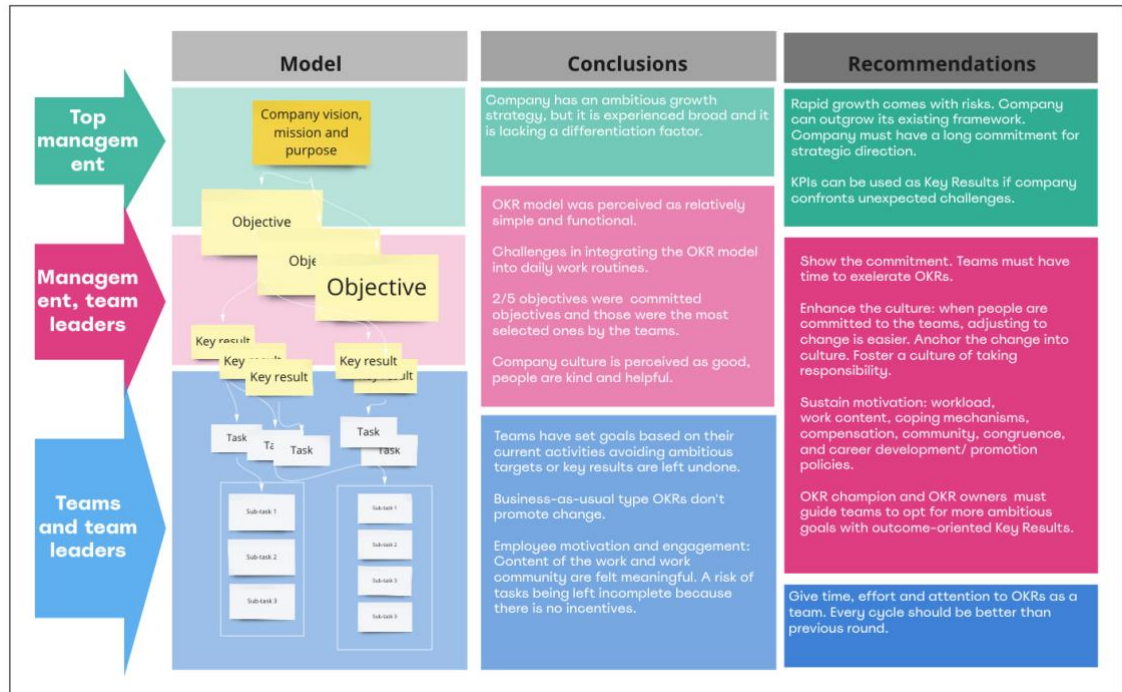 Model
Conclusions
Recommendations
Top
managem
ent
Managem
ent, team
leaders
Teams
and team
leaders
Company vision,
mission and
purpose
Objective
Obje
Objective
Key result
Key result
Key result
Key result
Key result
Task
Ta
Task
Task
Task
Sub-task 1
Sub-task 2
Sub-task 3
Sub-task 1
Sub-task 2
Sub-task 3
Sub-task 3
Company has an ambitious growth
strategy, but it is experienced broad and it
is lacking a differentiation factor.
OKR model was perceived as relatively
simple and functional.
Challenges in integrating the OKR model
into daily work routines.
2/5 objectives were committed
objectives and those were the most
selected ones by the teams.
Company culture is perceived as good,
people are kind and helpful.
Teams have set goals based on their
current activities avoiding ambitious
targets or key results are left undone.
Business-as-usual type OKRs don't
promote change.
Employee motivation and engagement:
Content of the work and work
community are felt meaningful. A risk of
tasks being left incomplete because
there is no incentives.
Rapid growth comes with risks. Company
can outgrow its existing framework.
Company must have a long commitment for
strategic direction.
KPIs can be used as Key Results if company
confronts unexpected challenges.
Show the commitment. Teams must have
time to exelerate OKRs.
Enhance the culture: when people are
committed to the teams, adjusting to
change is easier. Anchor the change into
culture. Foster a culture of taking
responsibility.
Sustain motivation: workload,
work content, coping mechanisms,
compensation, community, congruence,
and career development/ promotion
policies.
OKR champion and OKR owners must
guide teams to opt for more ambitious
goals with outcome-oriented Key Results.
Give time, effort and attention to OKRs as a
team. Every cycle should be better than
previous round.